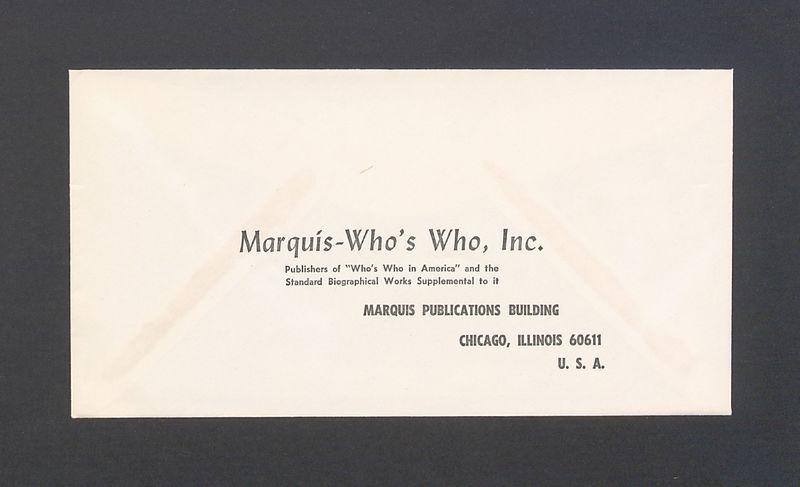 Marquis-Who's Who, Inc.
Publishers of "Who's Who in America" and the
Standard Biographical Works Supplemental to it
MARQUIS PUBLICATIONS BUILDING
CHICAGO, ILLINOIS 60611
U. S. A.